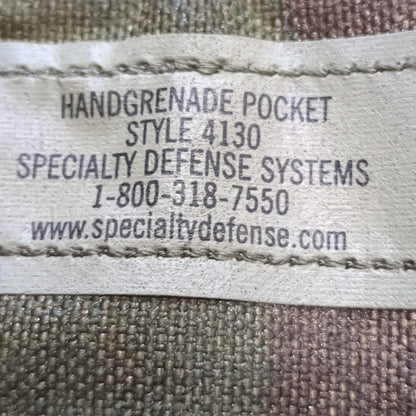 HANDGRENADE POCKET
STYLE 4130
SPECIALTY DEFENSE SYSTEMS
1-800-318-7550
www.specialtydefense.com